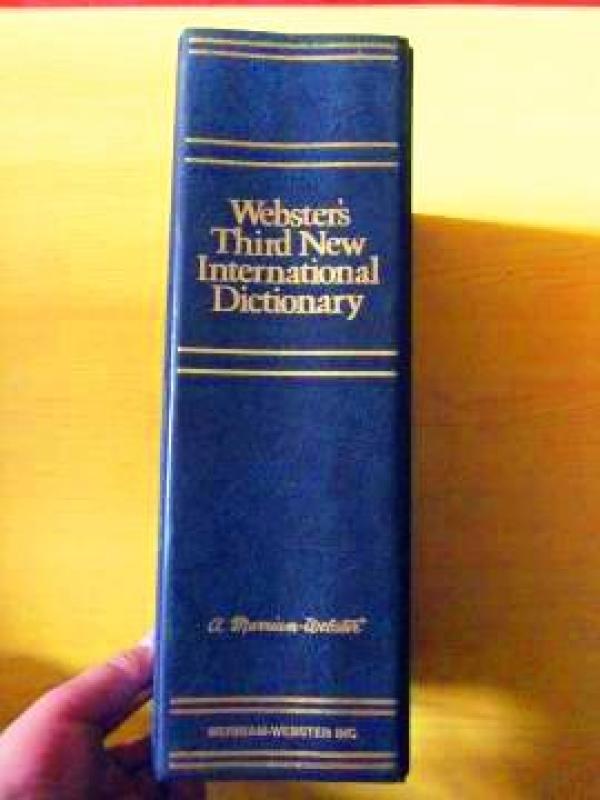 Webster's
Third New
International
Dictionary
A Merriam-Webster®
MERRIAM-WEBSTER INC.